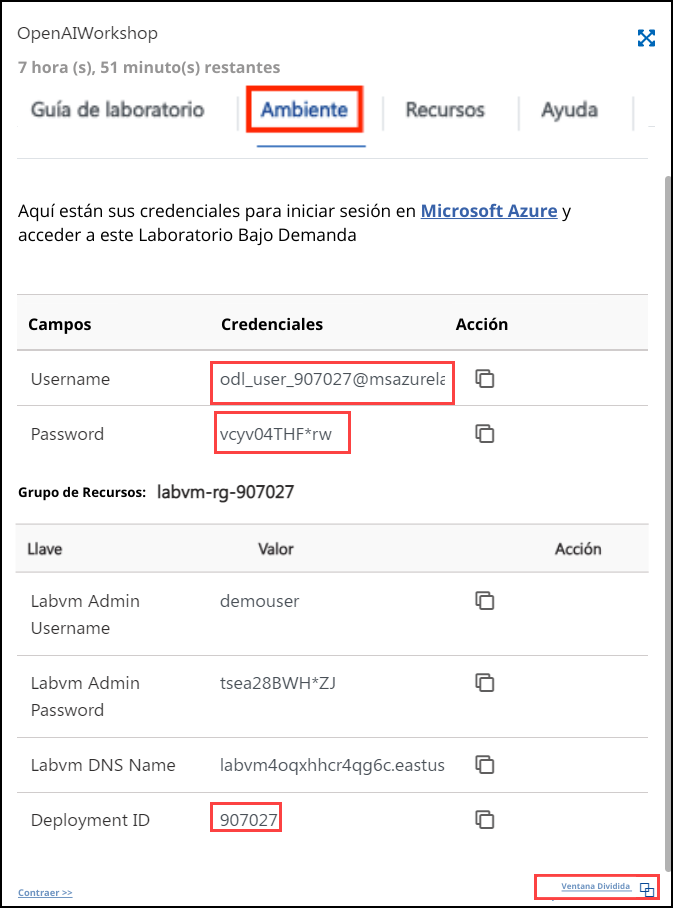 OpenAIWorkshop
7 hora (s), 51 minuto(s) restantes
Guía de laboratorio Ambiente Recursos Ayuda
Aquí están sus credenciales para iniciar sesión en Microsoft Azure y
acceder a este Laboratorio Bajo Demanda
Campos Credenciales Acción
Username odl_user_907027@msazurela
Password vcyv04THF*rw
Grupo de Recursos: labvm-rg-907027
Llave Valor Acción
Labvm Admin demouser
Username
Labvm Admin tsea28BWH*ZJ
Password
Labvm DNS Name labvm4oqxhhcr4qg6c.eastus
Deployment ID 907027
Contraer >> Ventana Dividida